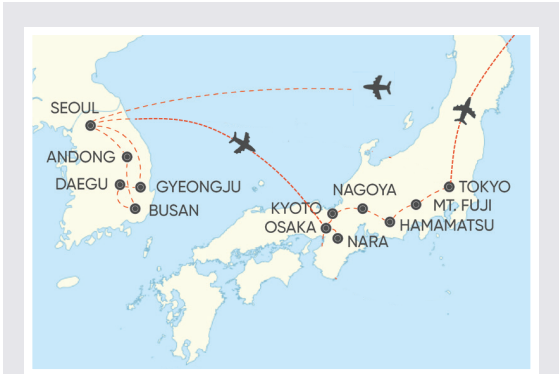 SEOUL
ANDONG
DAEGU
GYEONGJU
BUSAN
NAGOYA
TOKYO
KYOTO
MT. FUJI
OSAKA
HAMAMATSU
NARA